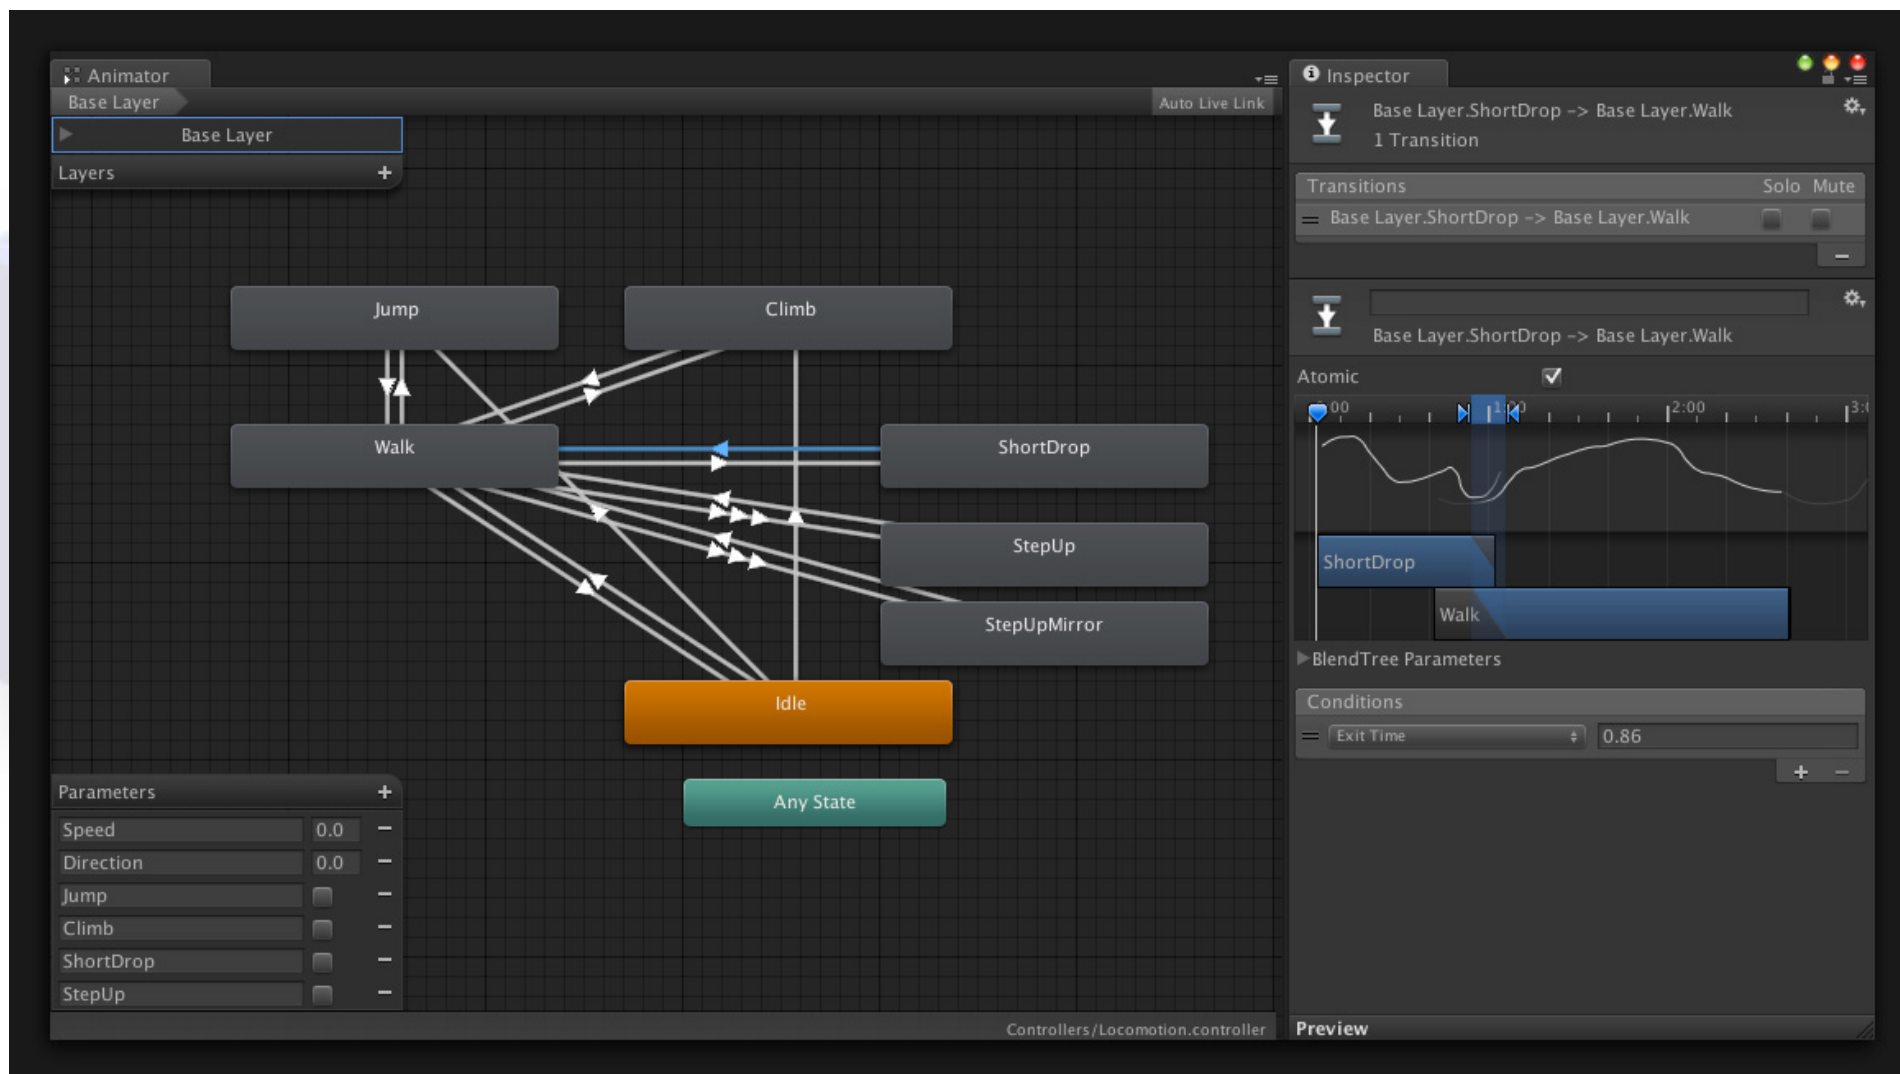 Animator
Base Layer
Auto Live Link
Base Layer
Layers
Jump
Climb
Walk
ShortDrop
StepUp
StepUpMirror
Idle
Any State
Parameters
Speed 0.0
Direction 0.0
Jump
Climb
ShortDrop
StepUp
Controllers/Locomotion.controller
Inspector
Base Layer.ShortDrop -> Base Layer.Walk
1 Transition
Transitions Solo Mute
Base Layer.ShortDrop -> Base Layer.Walk
Base Layer.ShortDrop -> Base Layer.Walk
Atomic
2:00
ShortDrop
Walk
BlendTree Parameters
Conditions
Exit Time 0.86
Preview